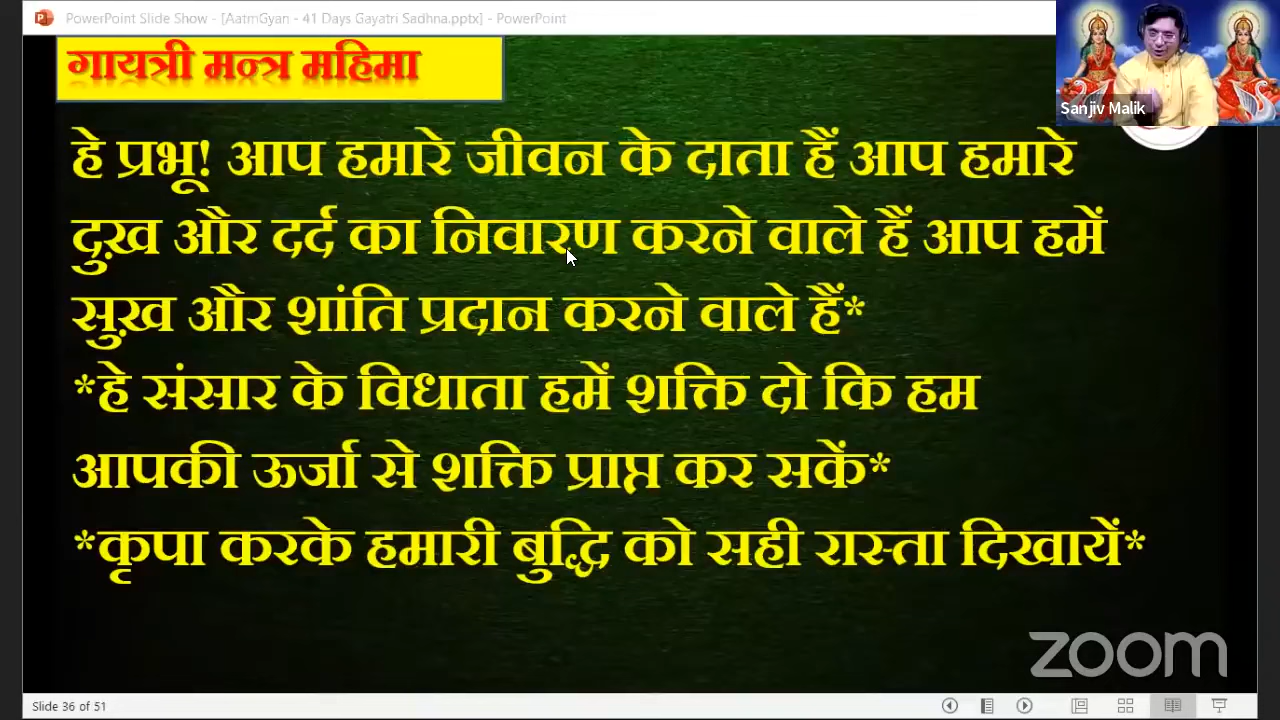 PowerPoint Slide Show - [AatmGyan - 41 Days Gayatri Sadhna.pptx] - PowerPoint
गायत्री मन्त्र महिमा
Sanjiv Malik
हे प्रभू! आप हमारे जीवन के दाता हैं आप हमारे
दुख़ और दर्द का निवारण करने वाले हैं आप हमें
सुख़ और शांति प्रदान करने वाले हैं*
*हे संसार के विधाता हमें शक्ति दो कि हम
आपकी ऊर्जा से शक्ति प्राप्त कर सकें*
*कृपा करके हमारी बुद्धि को सही रास्ता दिखायें*
zoom
Slide 36 of 51